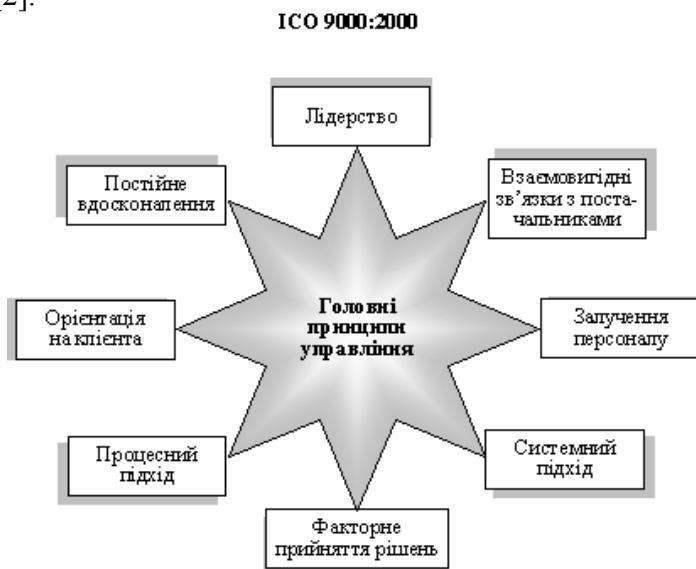 [2].
ІСО 9000:2000
Лідерство
Постійне
вдосконалення
Взаємовигідні
зв’язки з поста-
чальниками
Орієнтація
на клієнта
Головні
принципи
управління
Залучення
персоналу
Процесний
підхід
Системний
підхід
Факторне
прийняття рішень